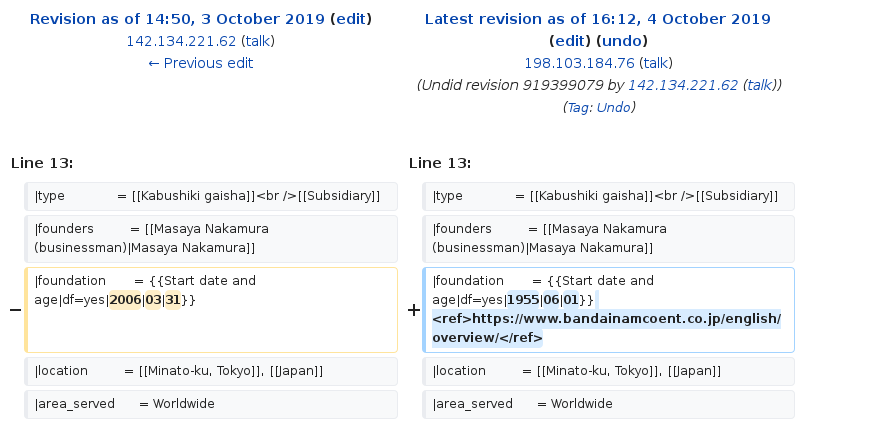 Revision as of 14:50, 3 October 2019 (edit)
142.134.221.62 (talk)
← Previous edit
Latest revision as of 16:12, 4 October 2019
(edit) (undo)
198.103.184.76 (talk)
(Undid revision 919399079 by 142.134.221.62 (talk))
(Tag: Undo)
Line 13:
Line 13:
|type = [[Kabushiki gaisha]]<br />[[Subsidiary]]
|type = [[Kabushiki gaisha]]<br />[[Subsidiary]]
|founders = [[Masaya Nakamura
(businessman)|Masaya Nakamura]]
|founders = [[Masaya Nakamura
(businessman)|Masaya Nakamura]]
− |foundation = {{Start date and
age|df=yes|2006|03|31}}
+ |foundation = {{Start date and
age|df=yes|1955|06|01}}
<ref>https://www.bandainamcoent.co.jp/english/
overview/</ref>
|location = [[Minato-ku, Tokyo]], [[Japan]]
|location = [[Minato-ku, Tokyo]], [[Japan]]
|area_served = Worldwide
|area_served = Worldwide